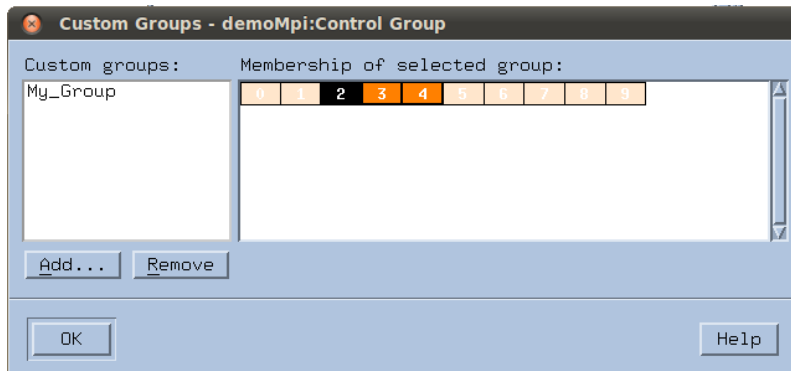 Custom Groups - demoMpi:Control Group
Custom groups: Membership of selected group:
My_Group 0 1 2 3 4 5 6 7 8 9
Add... Remove
OK Help